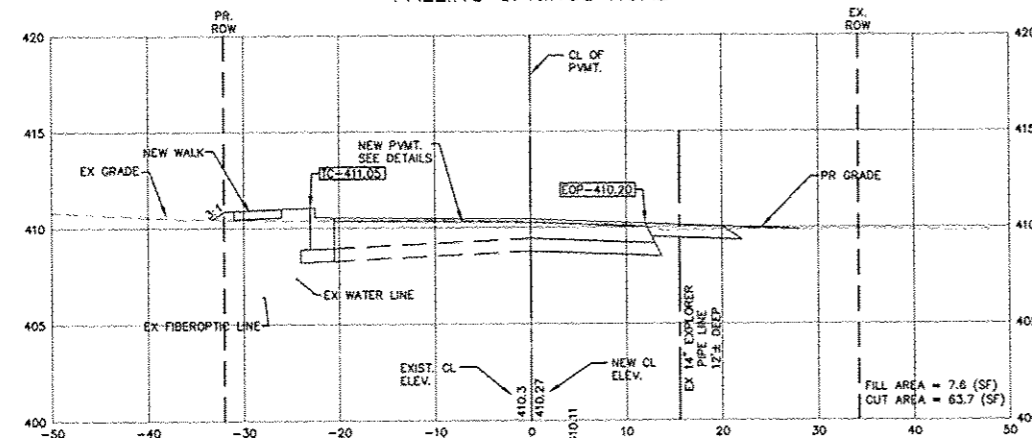 PR.
ROW
EX.
ROW
420
420
CL OF
PVMT.
415
415
NEW WALK
NEW PVMT.
SEE DETAILS
EX GRADE
TC-411.05
EOP-410.20
PR GRADE
2:1
410
410
EX WATER LINE
405
EX FIBEROPTIC LINE
405
EX 14" EXPLORER
PIPE LINE
12'± DEEP
EXIST. CL
ELEV.
NEW CL
ELEV.
410.3
410.27
FILL AREA = 7.6 (SF)
CUT AREA = 63.7 (SF)
400
400
-50
-40
-30
-20
-10
0
10
20
30
40
50